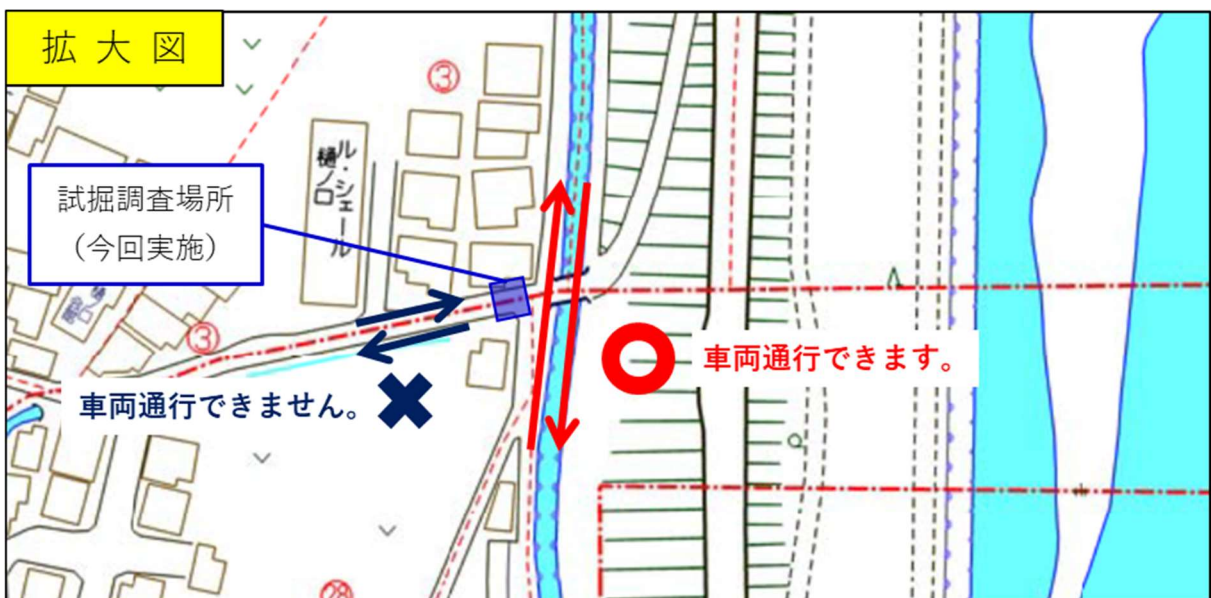 拡大図
③
ル・シェール
樋ノ口
試掘調査場所
（今回実施）
③
車両通行できます。
車両通行できません。
㉘